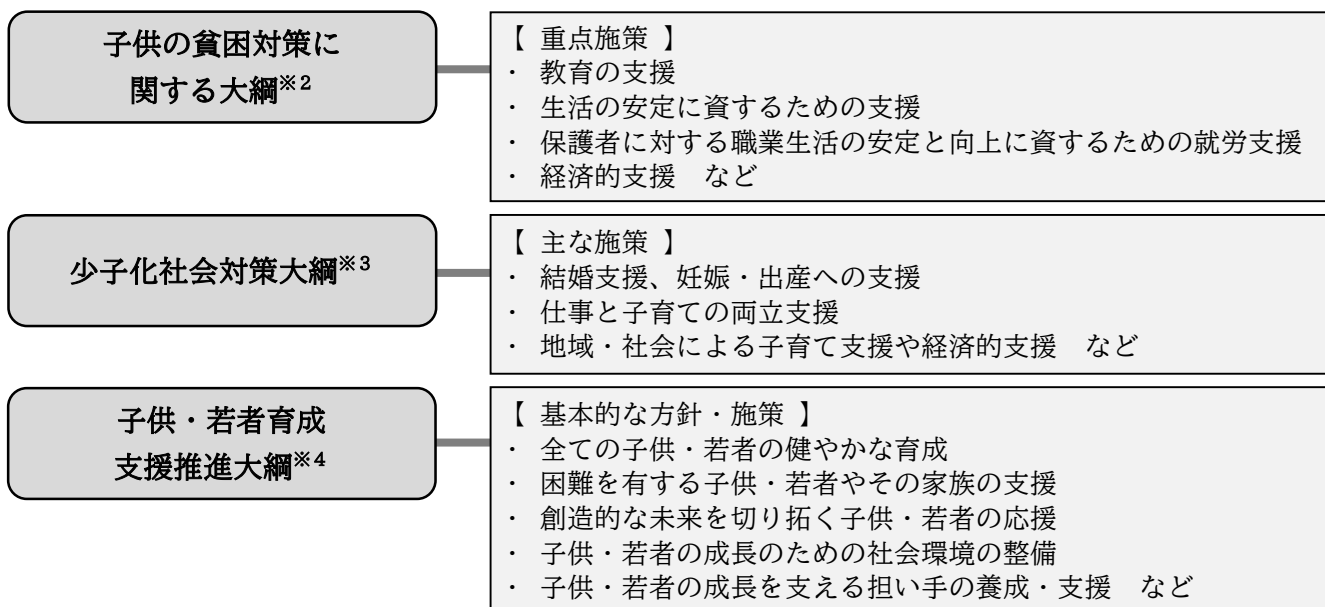 子供の貧困対策に
関する大綱※2
【 重点施策 】
・ 教育の支援
・ 生活の安定に資するための支援
・ 保護者に対する職業生活の安定と向上に資するための就労支援
・ 経済的支援　など
少子化社会対策大綱※3
【 主な施策 】
・ 結婚支援、妊娠・出産への支援
・ 仕事と子育ての両立支援
・ 地域・社会による子育て支援や経済的支援　など
子供・若者育成
支援推進大綱※4
【 基本的な方針・施策 】
・ 全ての子供・若者の健やかな育成
・ 困難を有する子供・若者やその家族の支援
・ 創造的な未来を切り拓く子供・若者の応援
・ 子供・若者の成長のための社会環境の整備
・ 子供・若者の成長を支える担い手の養成・支援　など